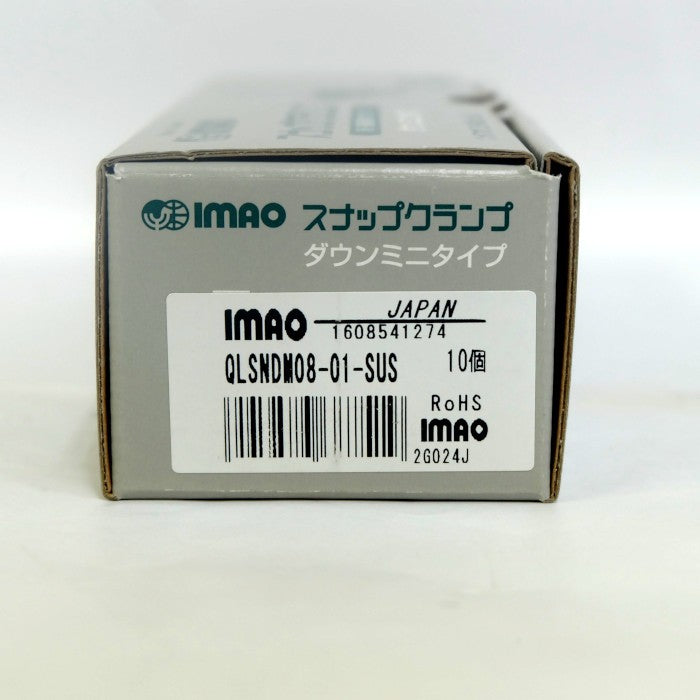 IMAO スナップクランプ
ダウンミニタイプ
IMAO JAPAN
1608541274
QLSNDM08-01-SUS 10個
RoHS
IMAO
2G024J